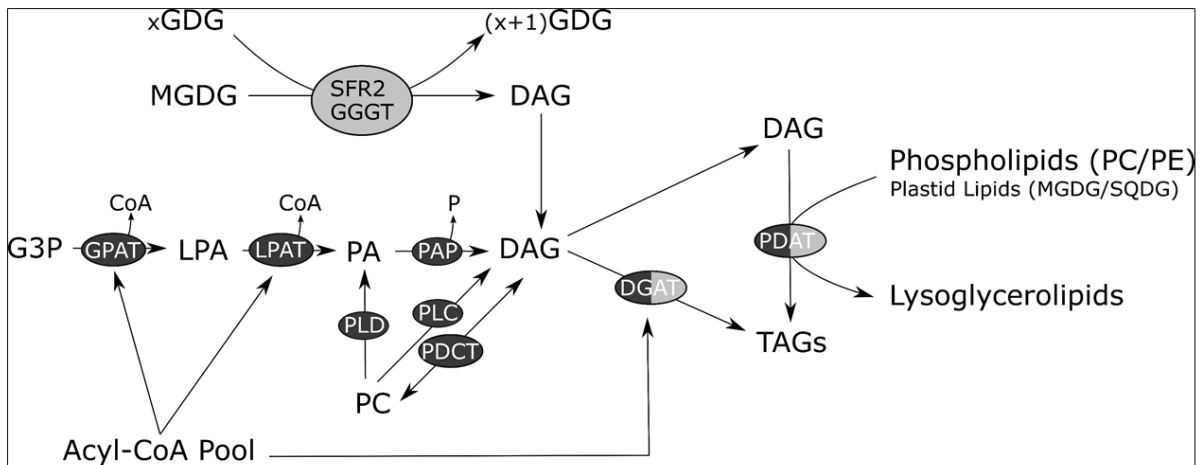 xGDG
(x+1)GDG
MGDG
SFR2
GGGT
DAG
DAG
Phospholipids (PC/PE)
Plastid Lipids (MGDG/SQDG)
CoA
CoA
P
G3P
GPAT
LPA
LPAT
PA
PAP
DAG
PDAT
DGAT
Lysoglycerolipids
PLD
PLC
PDCT
TAGs
PC
Acyl-CoA Pool